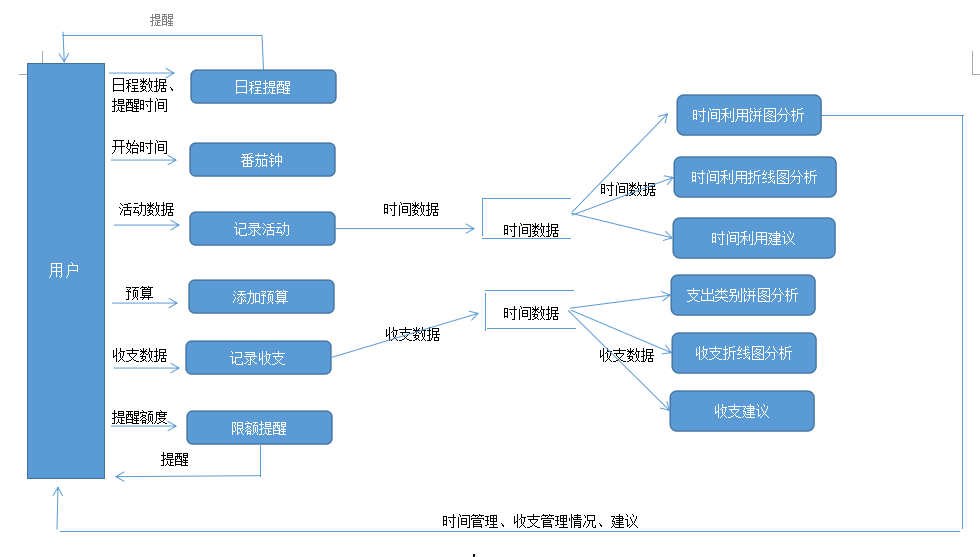 提醒
日程数据、
提醒时间
日程提醒
开始时间
番茄钟
活动数据
记录活动
用户
预算
添加预算
收支数据
记录收支
提醒额度
限额提醒
提醒
时间数据
时间数据
收支数据
时间数据
时间数据
收支数据
时间利用饼图分析
时间利用折线图分析
时间利用建议
支出类别饼图分析
收支折线图分析
收支建议
时间管理、收支管理情况、建议